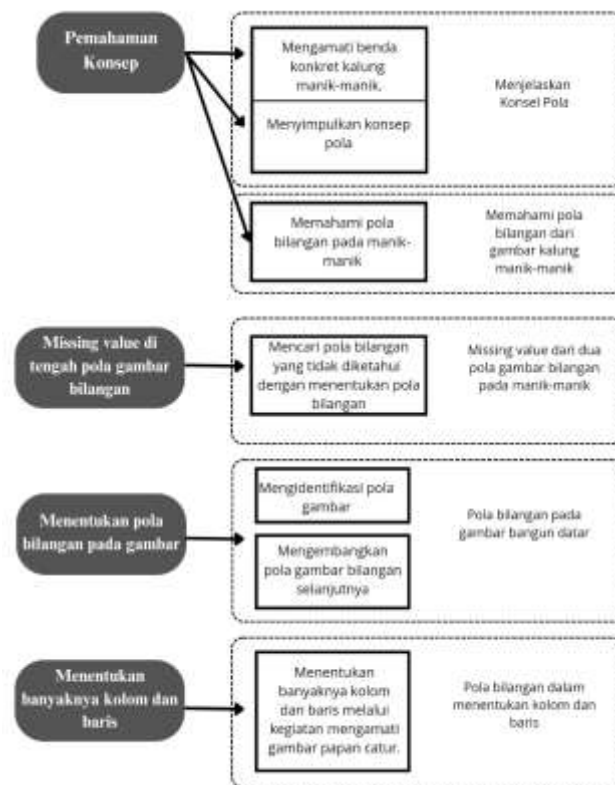 Pemahaman
Konsep
Mengamati benda
konkret kalung
manik-manik.
Menyimpulkan konsep
pola
Menjelaskan
Konsel Pola
Memahami pola
bilangan pada manik-
manik
Memahami pola
bilangan dari
gambar kalung
manik-manik
Missing value di
tengah pola gambar
bilangan
Mencari pola bilangan
yang tidak diketahui
dengan menentukan pola
bilangan
Missing value dari dua
pola gambar bilangan
pada manik-manik
Menentukan pola
bilangan pada gambar
Mengidentifikasi pola
gambar
Mengembangkan
pola gambar bilangan
selanjutnya
Pola bilangan pada
gambar bangun datar
Menentukan
banyaknya kolom dan
baris
Menentukan
banyaknya kolom
dan baris melalui
kegiatan mengamati
gambar papan catur.
Pola bilangan dalam
menentukan kolom dan
baris